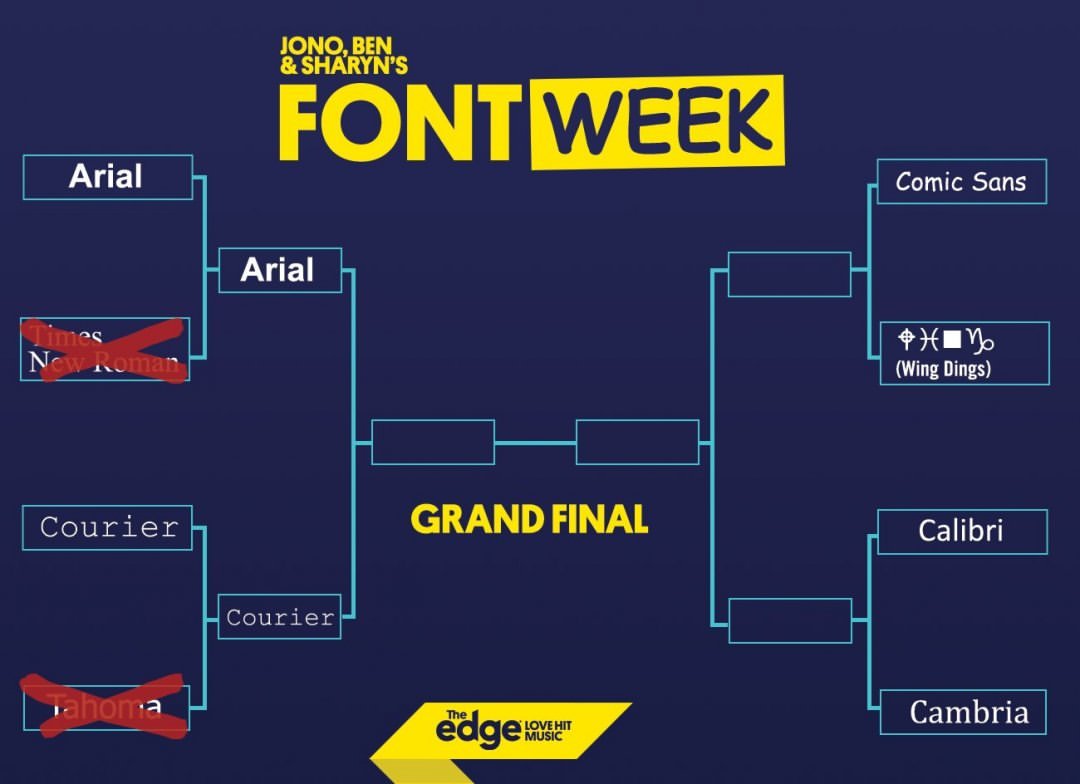 JONO, BEN
& SHARYN'S
FONT WEEK
Arial
Times
New Roman
Arial
Courier
Tahoma
Courier
Comic Sans
♱♓■♑
(Wing Dings)
Calibri
Cambria
GRAND FINAL
The
edge
LOVE HIT
MUSIC